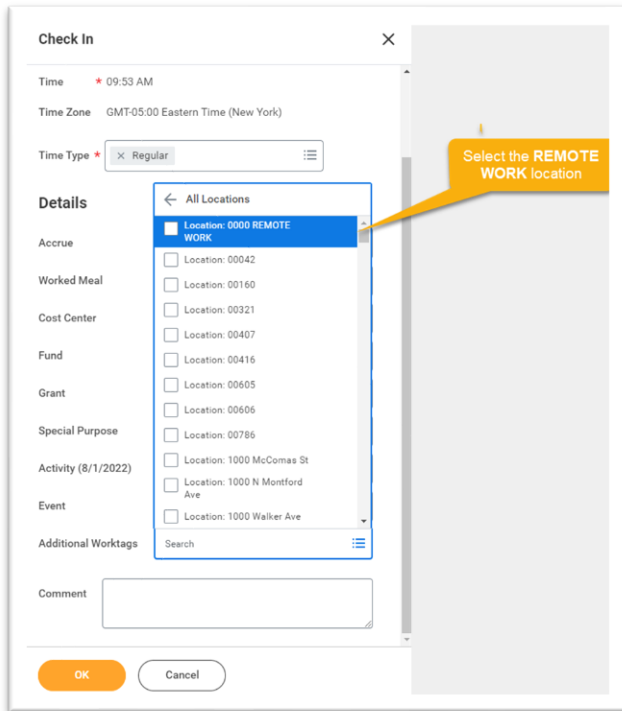 Check In
Time * 09:53 AM
Time Zone GMT-05:00 Eastern Time (New York)
Time Type * × Regular
Select the REMOTE
WORK location
Details
All Locations
Location: 0000 REMOTE
WORK
Accrue
Location: 00042
Worked Meal
Location: 00160
Location: 00321
Cost Center
Location: 00407
Fund
Location: 00416
Grant
Location: 00605
Location: 00606
Special Purpose
Location: 00786
Activity (8/1/2022)
Location: 1000 McComas St
Location: 1000 N Montford
Ave
Event
Location: 1000 Walker Ave
Additional Worktags
Search
Comment
OK
Cancel